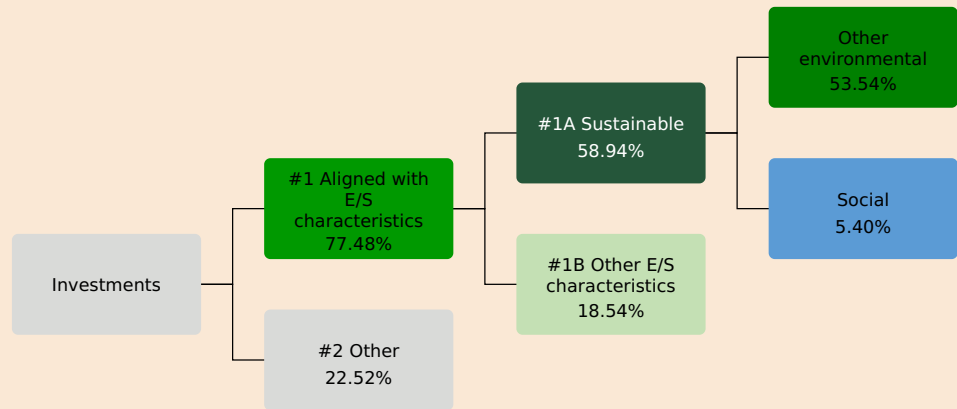 Other
environmental
53.54%
#1A Sustainable
58.94%
#1 Aligned with
E/S
characteristics
77.48%
Social
5.40%
Investments
#1B Other E/S
characteristics
18.54%
#2 Other
22.52%